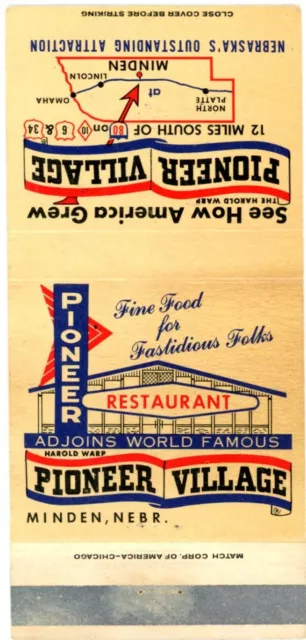 CLOSE COVER BEFORE STRIKING
NEBRASKA'S OUTSTANDING ATTRACTION
MINDEN
LINCOLN
OMAHA
at
NORTH
PLATTE
12 MILES SOUTH OF 80 on 10 6 & 34
PIONEER VILLAGE
THE HAROLD WARP
See How America Grew
PIONEER
Fine Food
for
Fastidious Folks
RESTAURANT
ADJOINS WORLD FAMOUS
HAROLD WARP
PIONEER VILLAGE
MINDEN, NEBR.
MATCH CORP. OF AMERICA-CHICAGO